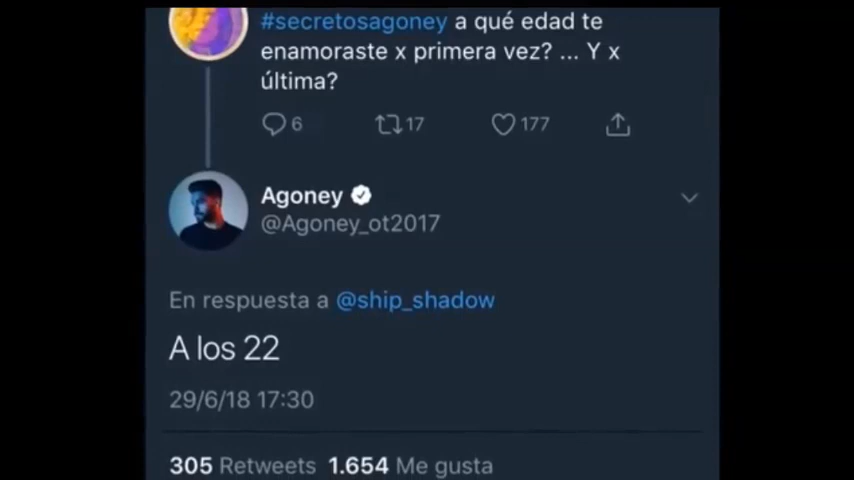 #secretosagoney a qué edad te
enamoraste x primera vez? ... Y x
última?
6 17 177
Agoney
@Agoney_ot2017
En respuesta a @ship_shadow
A los 22
29/6/18 17:30
305 Retweets 1.654 Me gusta